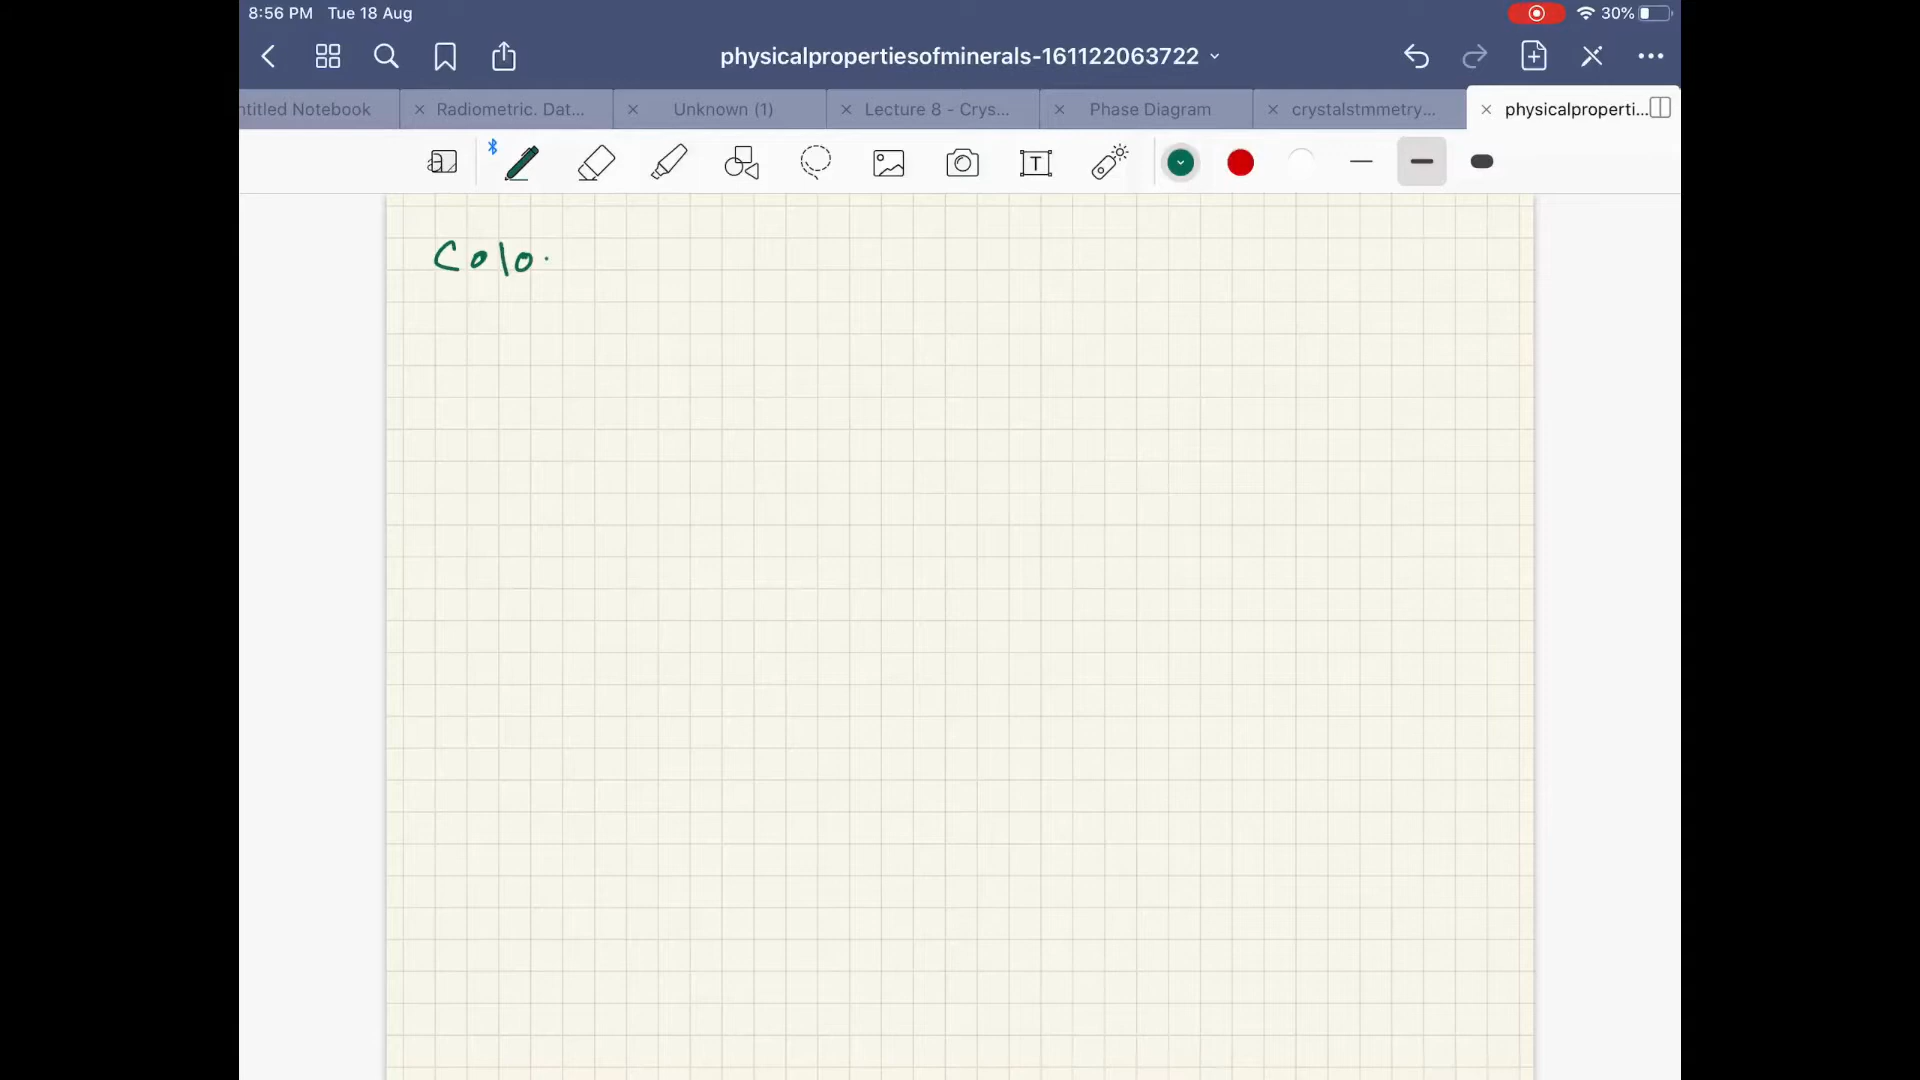 8:56 PM Tue 18 Aug 30%
physicalpropertiesofminerals-161122063722
ntitled Notebook Radiometric. Dat... Unknown (1) Lecture 8 - Crys... Phase Diagram crystalstmmetry... physicalproperti...
T
Colo